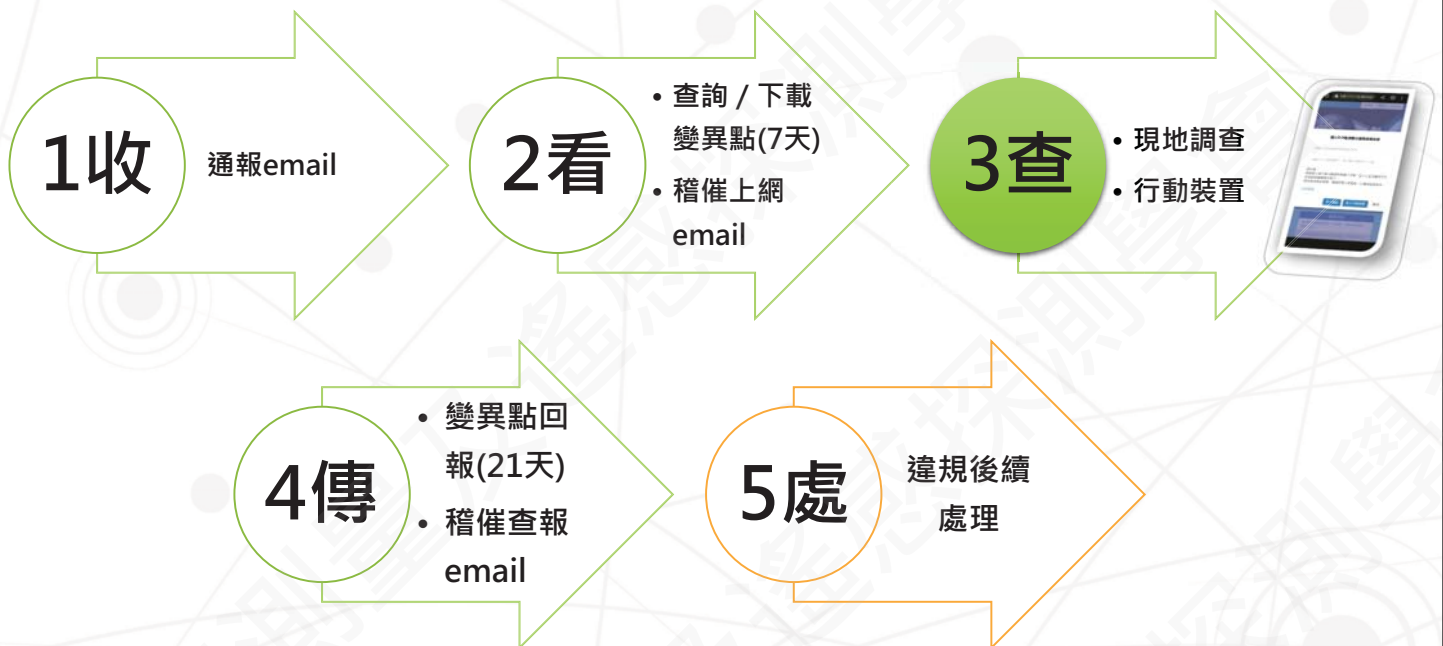 1收
通報email
2看
• 查詢 / 下載
變異點(7天)
• 稽催上網
email
3查
• 現地調查
• 行動裝置
4傳
• 變異點回
報(21天)
• 稽催查報
email
5處
違規後續
處理